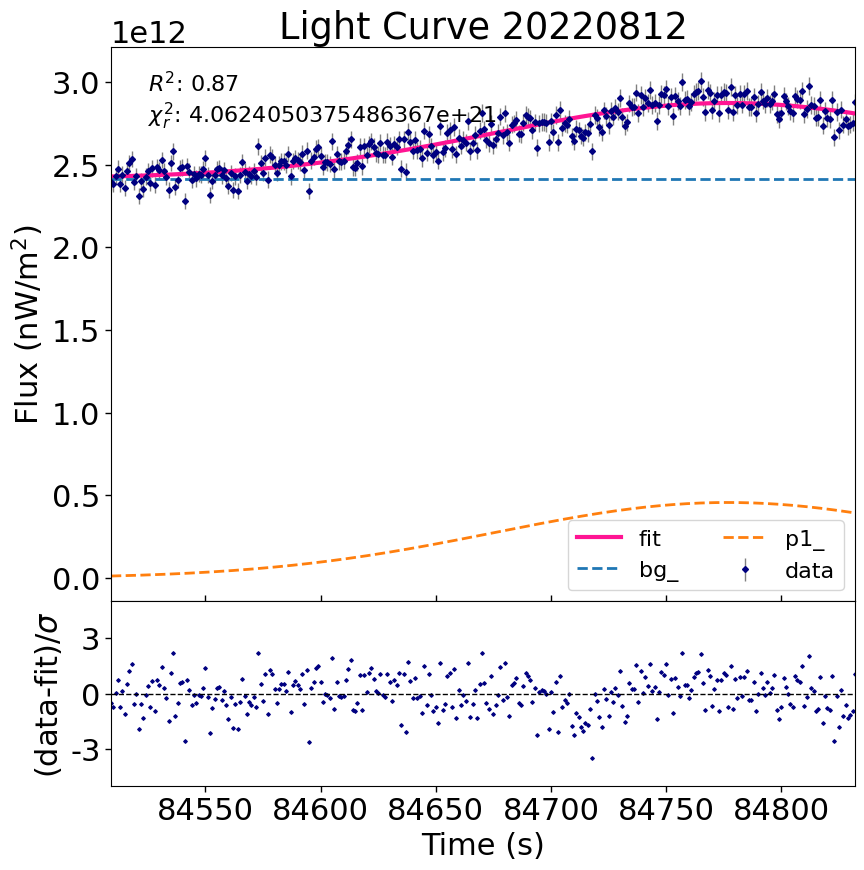 Light Curve 20220812
1e12
R²: 0.87
χ²ᵣ: 4.0624050375486367e+21
3.0
2.5
2.0
1.5
1.0
0.5
0.0
Flux (nW/m²)
fit
bg_
p1_
data
3
0
-3
(data-fit)/σ
84550 84600 84650 84700 84750 84800
Time (s)